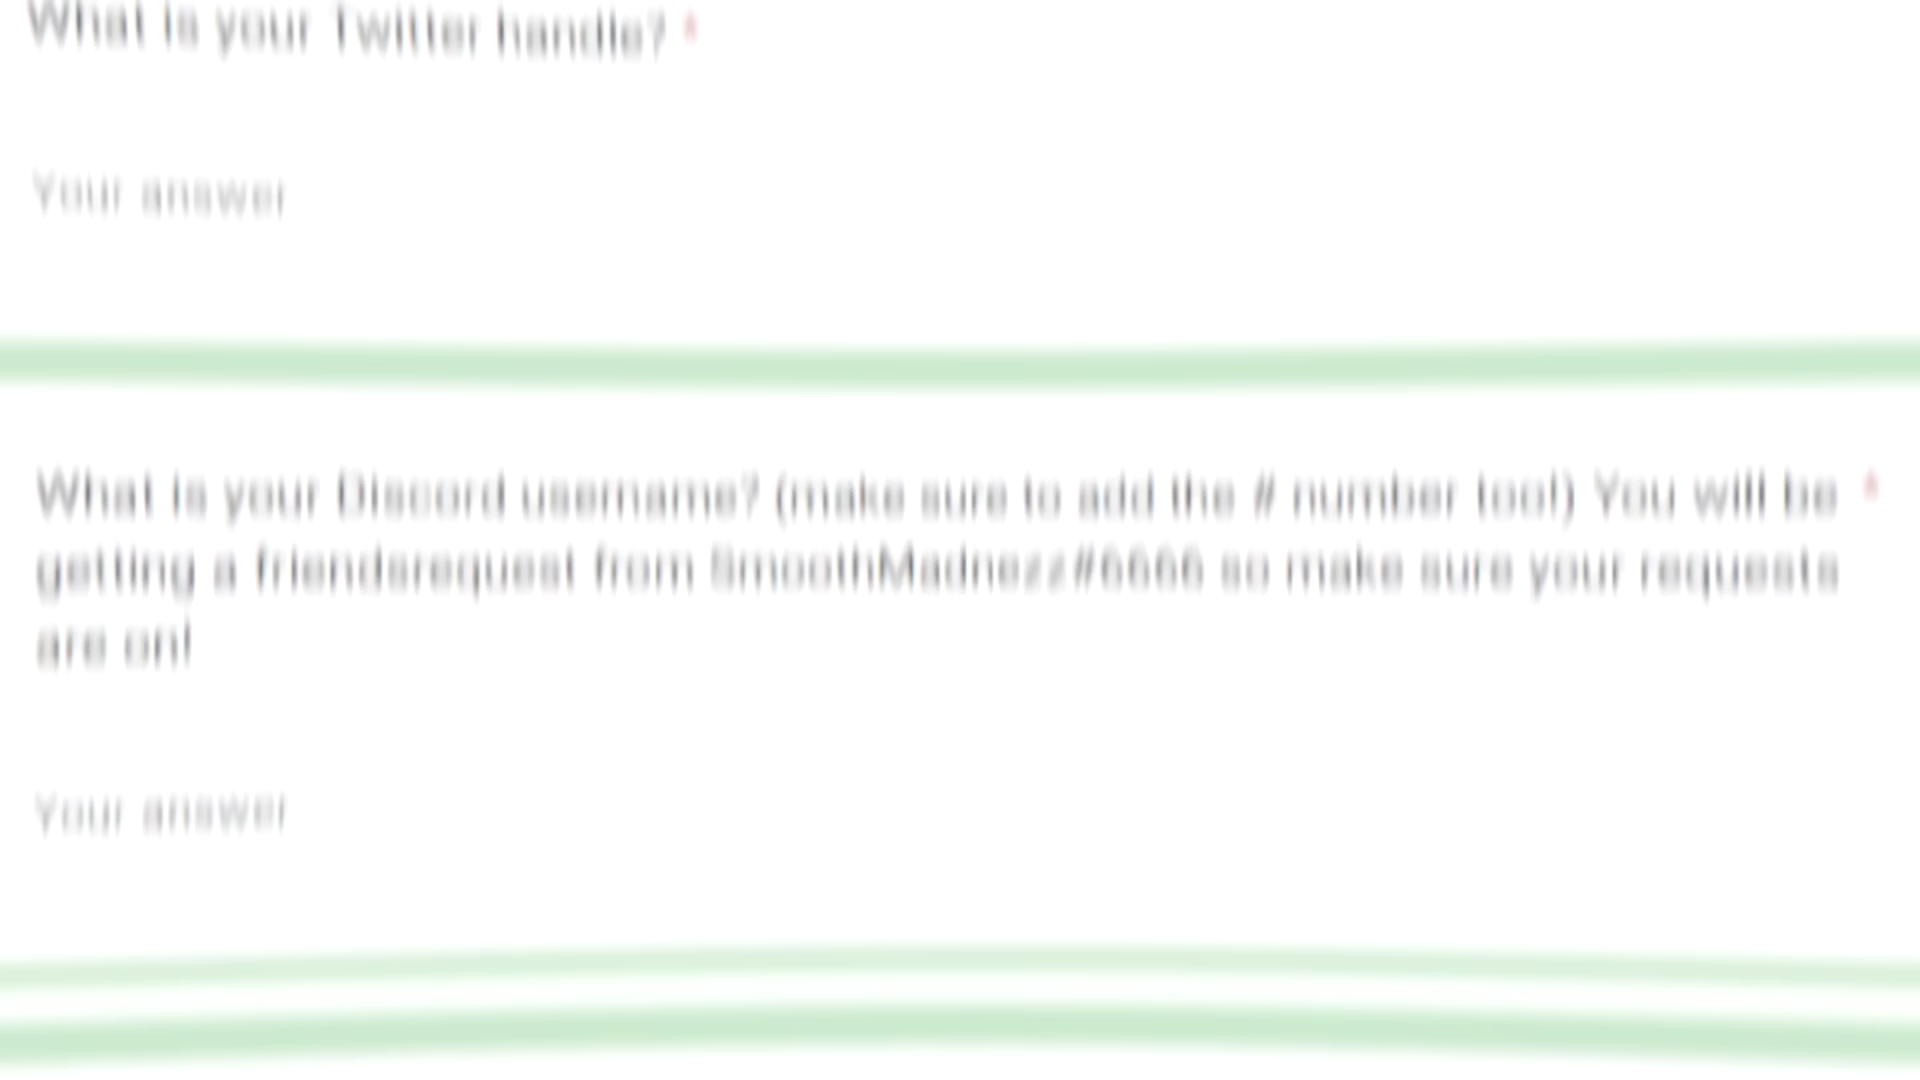 What is your Twitter handle? *
Your answer
What is your Discord username? (make sure to add the # number too!) You will be *
getting a friendsrequest from SmoothMadnezz#6666 so make sure your requests
are on!
Your answer